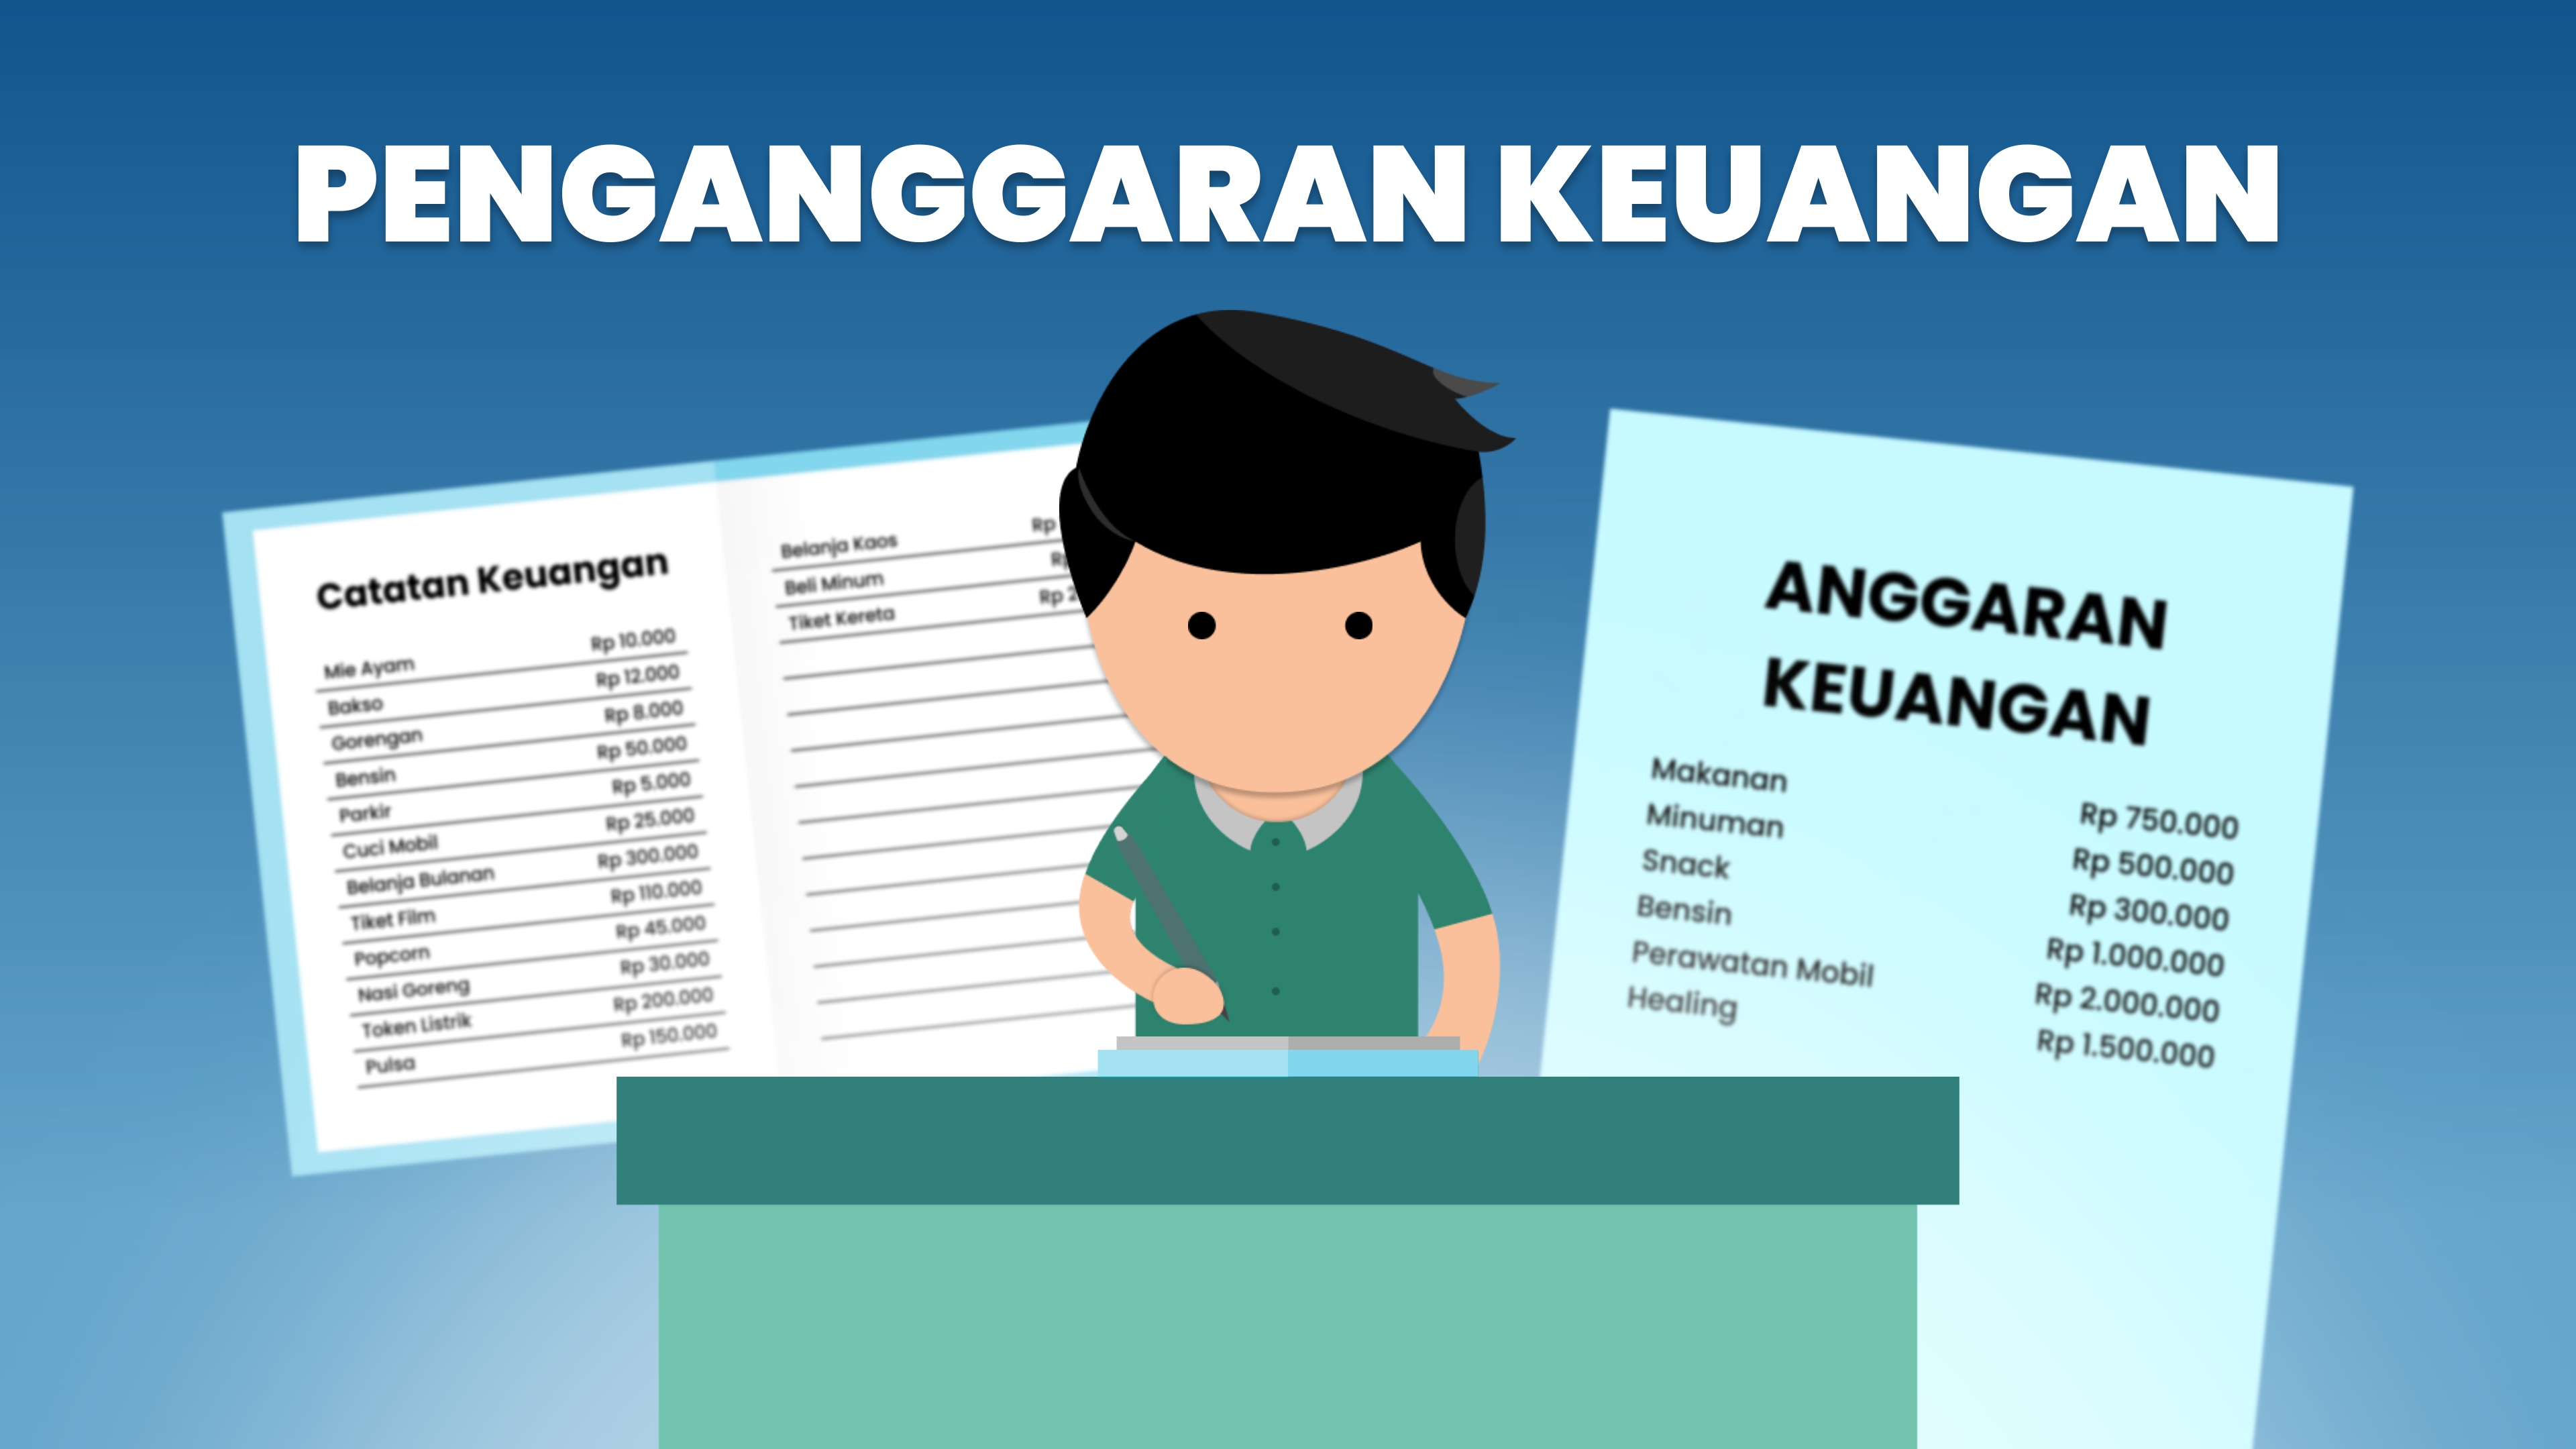 PENGANGGARAN KEUANGAN
Catatan Keuangan
Mie Ayam Rp 10.000
Bakso Rp 12.000
Gorengan Rp 8.000
Bensin Rp 50.000
Parkir Rp 5.000
Cuci Mobil Rp 25.000
Belanja Bulanan Rp 300.000
Tiket Film Rp 110.000
Popcorn Rp 45.000
Nasi Goreng Rp 30.000
Token Listrik Rp 200.000
Pulsa Rp 150.000
Belanja Kaos Rp
Beli Minum
Tiket Kereta Rp
ANGGARAN
KEUANGAN
Makanan Rp 750.000
Minuman Rp 500.000
Snack Rp 300.000
Bensin Rp 1.000.000
Perawatan Mobil Rp 2.000.000
Healing Rp 1.500.000